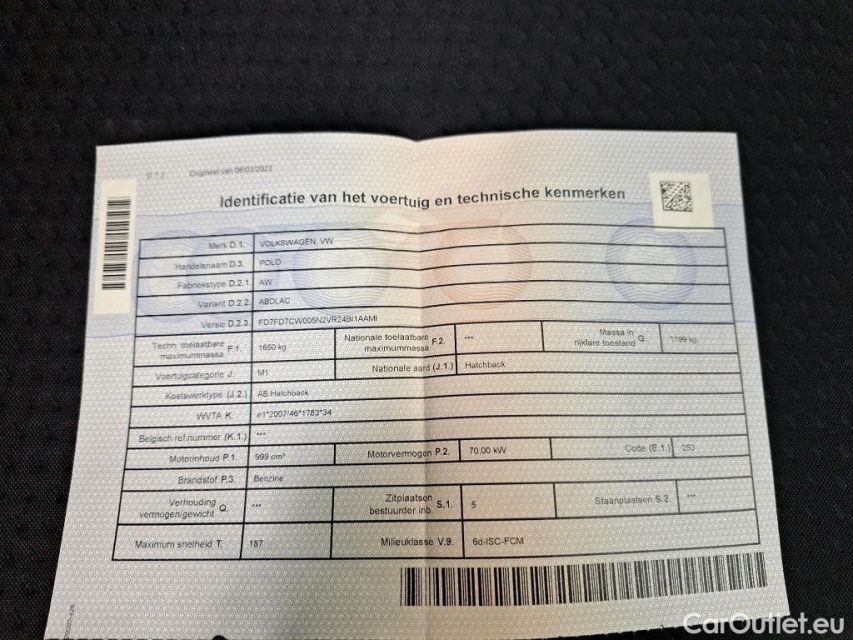 Origineel van 06/03/2023
Identificatie van het voertuig en technische kenmerken
Merk D.1. VOLKSWAGEN, VW
Handelsnaam D.3. POLO
Fabriekstype D.2.1. AW
Variant D.2.2. ABDLAC
Versie D.2.3. FD7FD7CW005N2VR24BI1AAMI
Techn. toelaatbare maximummassa F.1. 1650 kg Nationale toelaatbare maximummassa F.2. --- Massa in rijklare toestand G. 1199 kg
Voertuigcategorie J. M1 Nationale aard (J.1.) Hatchback
Koetswerktype (J.2.) AB Hatchback
WVTA K. e1*2007/46*1783*34
Belgisch ref.nummer (K.1.) ---
Motorinhoud P.1. 999 cm³ Motorvermogen P.2. 70,00 kW Code (E.1.) 253
Brandstof P.3. Benzine
Verhouding vermogen/gewicht Q. --- Zitplaatsen bestuurder inb. S.1. 5 Staanplaatsen S.2. ---
Maximum snelheid T. 187 Milieuklasse V.9. 6d-ISC-FCM
CarOutlet.eu